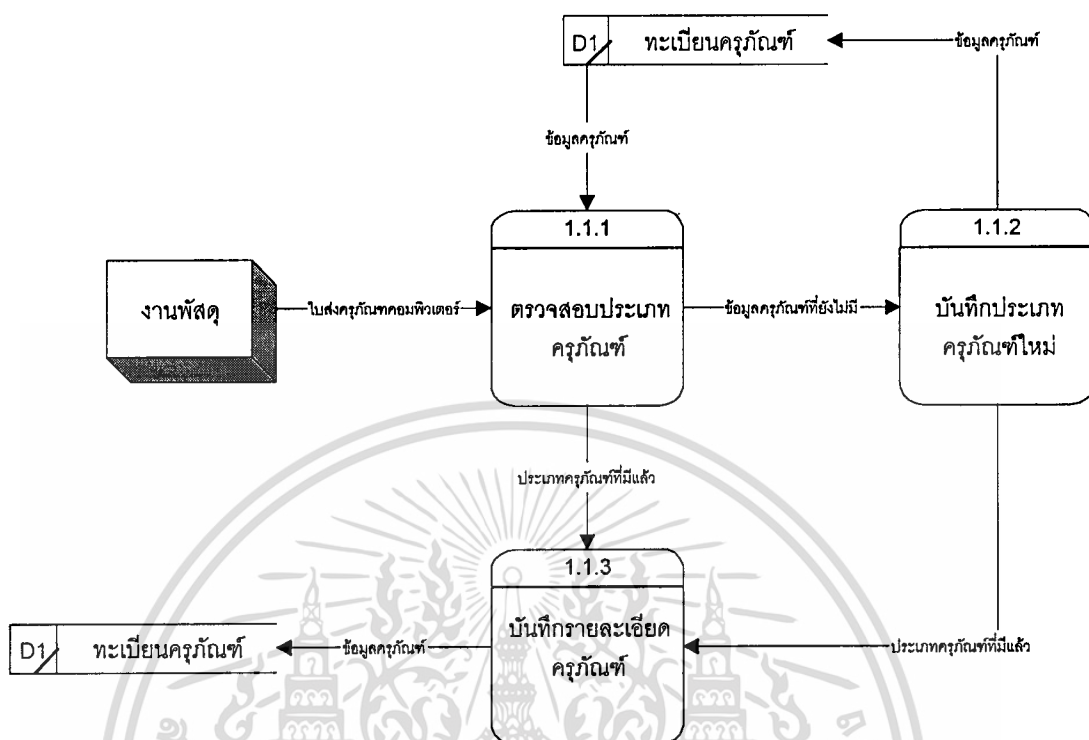 D1 ทะเบียนครุภัณฑ์
ข้อมูลครุภัณฑ์
ข้อมูลครุภัณฑ์
1.1.1
1.1.2
งานพัสดุ
ใบส่งครุภัณฑคอมพิวเตอร์
ตรวจสอบประเภท
ครุภัณฑ์
ข้อมูลครุภัณฑ์ที่ยังไม่มี
บันทึกประเภท
ครุภัณฑ์ใหม่
ประเภทครุภัณฑ์ที่มีแล้ว
1.1.3
บันทึกรายละเอียด
ครุภัณฑ์
ประเภทครุภัณฑ์ที่มีแล้ว
ข้อมูลครุภัณฑ์
D1 ทะเบียนครุภัณฑ์